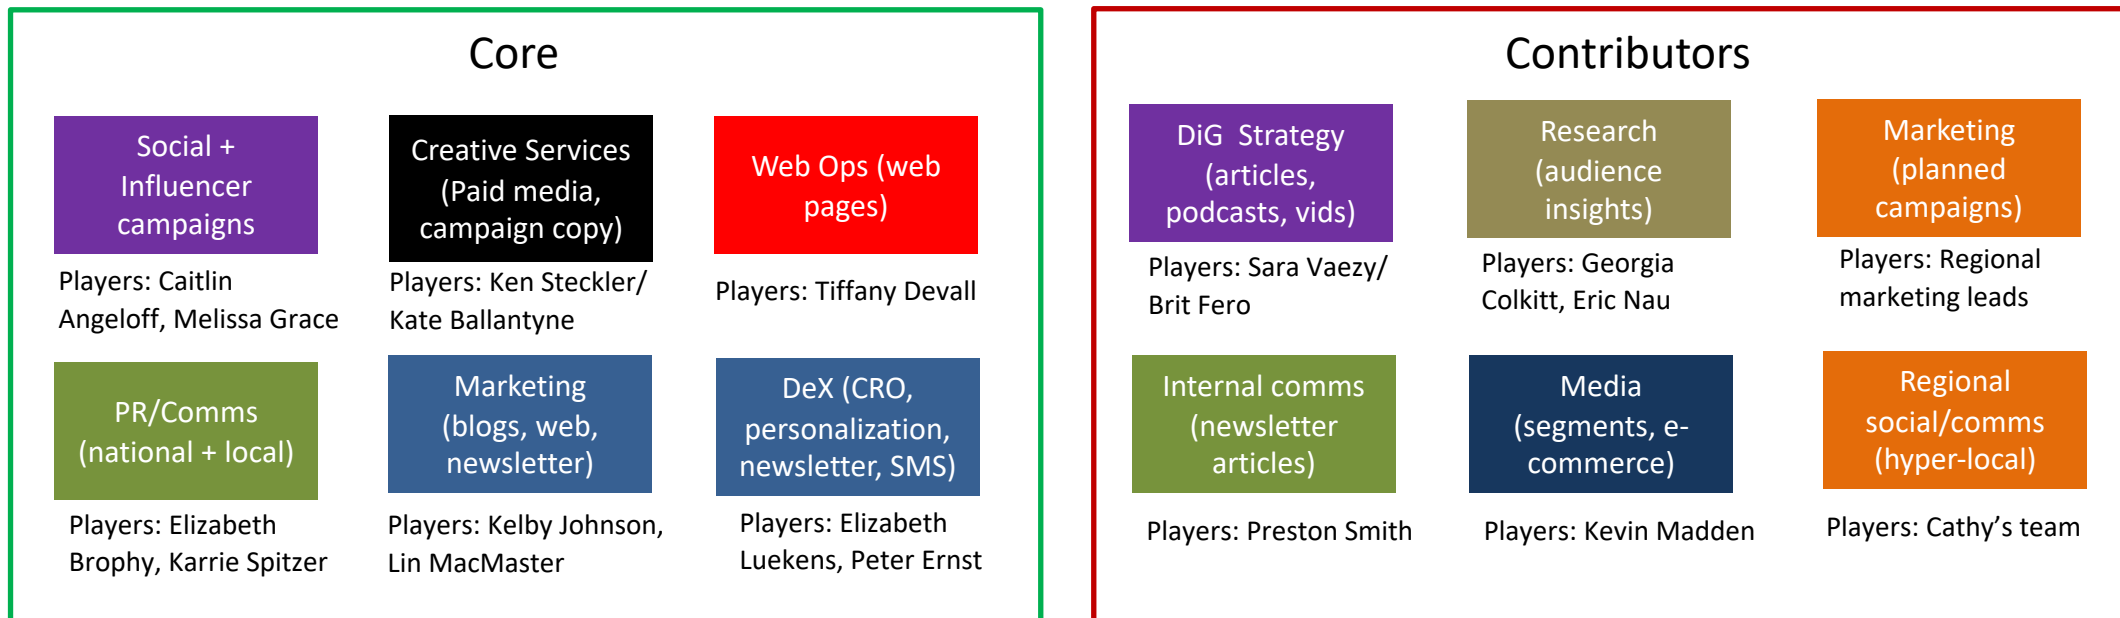 Core
Social +
Influencer
campaigns
Players: Caitlin
Angeloff, Melissa Grace
Creative Services
(Paid media,
campaign copy)
Players: Ken Steckler/
Kate Ballantyne
Web Ops (web
pages)
Players: Tiffany Devall
PR/Comms
(national + local)
Players: Elizabeth
Brophy, Karrie Spitzer
Marketing
(blogs, web,
newsletter)
Players: Kelby Johnson,
Lin MacMaster
DeX (CRO,
personalization,
newsletter, SMS)
Players: Elizabeth
Luekens, Peter Ernst
Contributors
DiG  Strategy
(articles,
podcasts, vids)
Players: Sara Vaezy/
Brit Fero
Research
(audience
insights)
Players: Georgia
Colkitt, Eric Nau
Marketing
(planned
campaigns)
Players: Regional
marketing leads
Internal comms
(newsletter
articles)
Players: Preston Smith
Media
(segments, e-
commerce)
Players: Kevin Madden
Regional
social/comms
(hyper-local)
Players: Cathy’s team